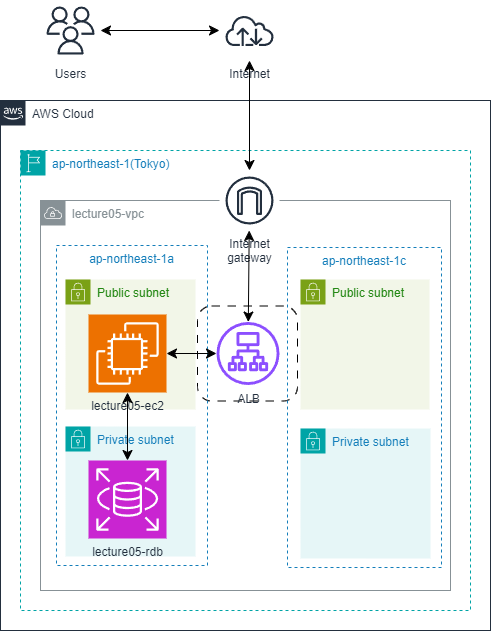 Users
Internet
aws
AWS Cloud
ap-northeast-1(Tokyo)
lecture05-vpc
Internet
gateway
ap-northeast-1a
ap-northeast-1c
Public subnet
Public subnet
lecture05-ec2
ALB
Private subnet
Private subnet
lecture05-rdb